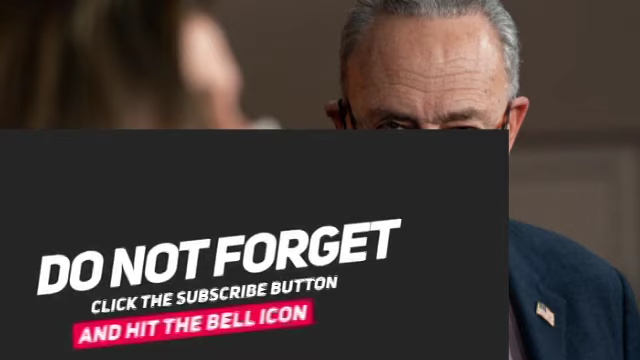 DO NOT FORGET
CLICK THE SUBSCRIBE BUTTON
AND HIT THE BELL ICON